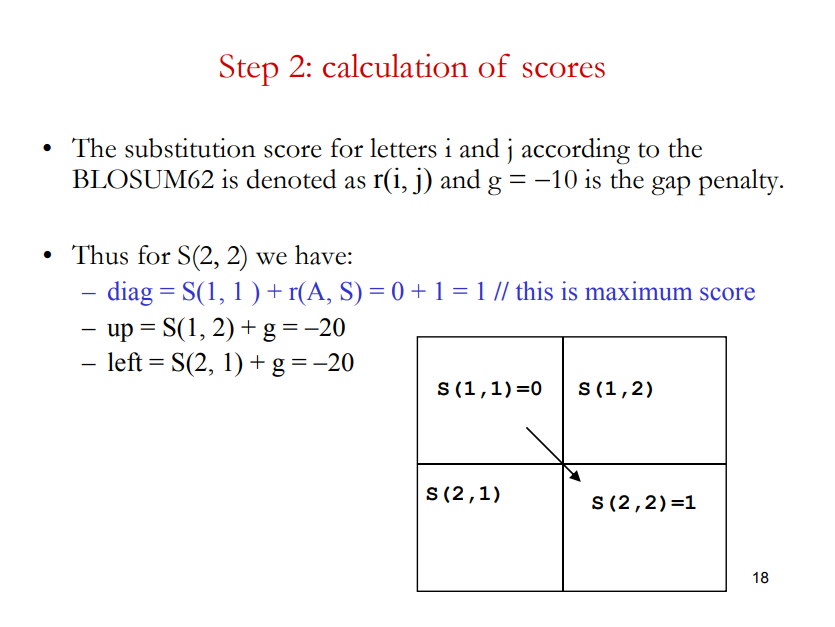 Step 2: calculation of scores
• The substitution score for letters i and j according to the
BLOSUM62 is denoted as r(i, j) and g = −10 is the gap penalty.
• Thus for S(2, 2) we have:
– diag = S(1, 1 ) + r(A, S) = 0 + 1 = 1 // this is maximum score
– up = S(1, 2) + g = –20
– left = S(2, 1) + g = –20
S(1,1)=0 S(1,2)
S(2,1) S(2,2)=1
18